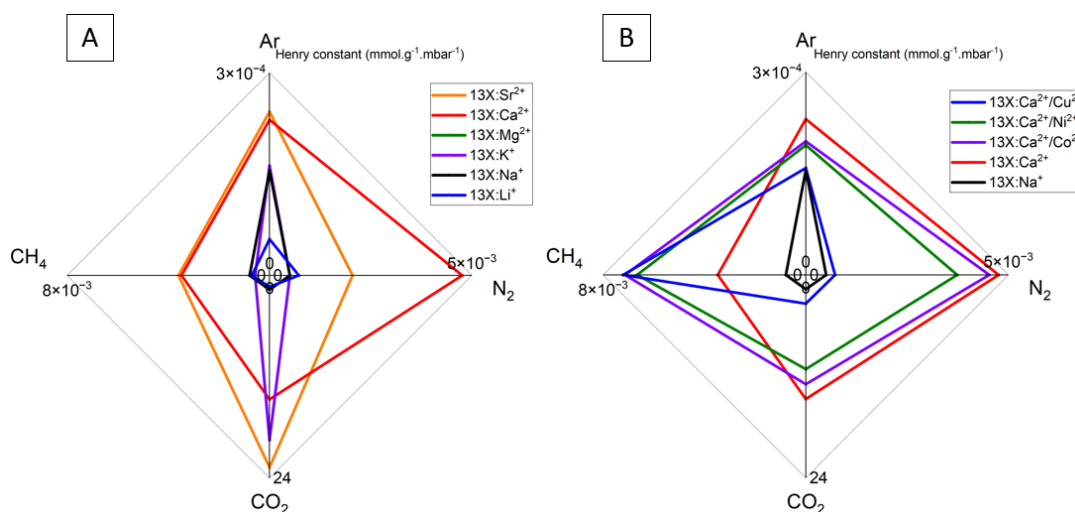 A
Ar
Henry constant (mmol.g⁻¹.mbar⁻¹)
3×10⁻⁴
13X:Sr²⁺
13X:Ca²⁺
13X:Mg²⁺
13X:K⁺
13X:Na⁺
13X:Li⁺
CH₄
8×10⁻³
0
0 0
0
5×10⁻³
N₂
24
CO₂
B
Ar
Henry constant (mmol.g⁻¹.mbar⁻¹)
3×10⁻⁴
13X:Ca²⁺/Cu²
13X:Ca²⁺/Ni²⁺
13X:Ca²⁺/Co²
13X:Ca²⁺
13X:Na⁺
CH₄
8×10⁻³
0
0 0
0
5×10⁻³
N₂
24
CO₂